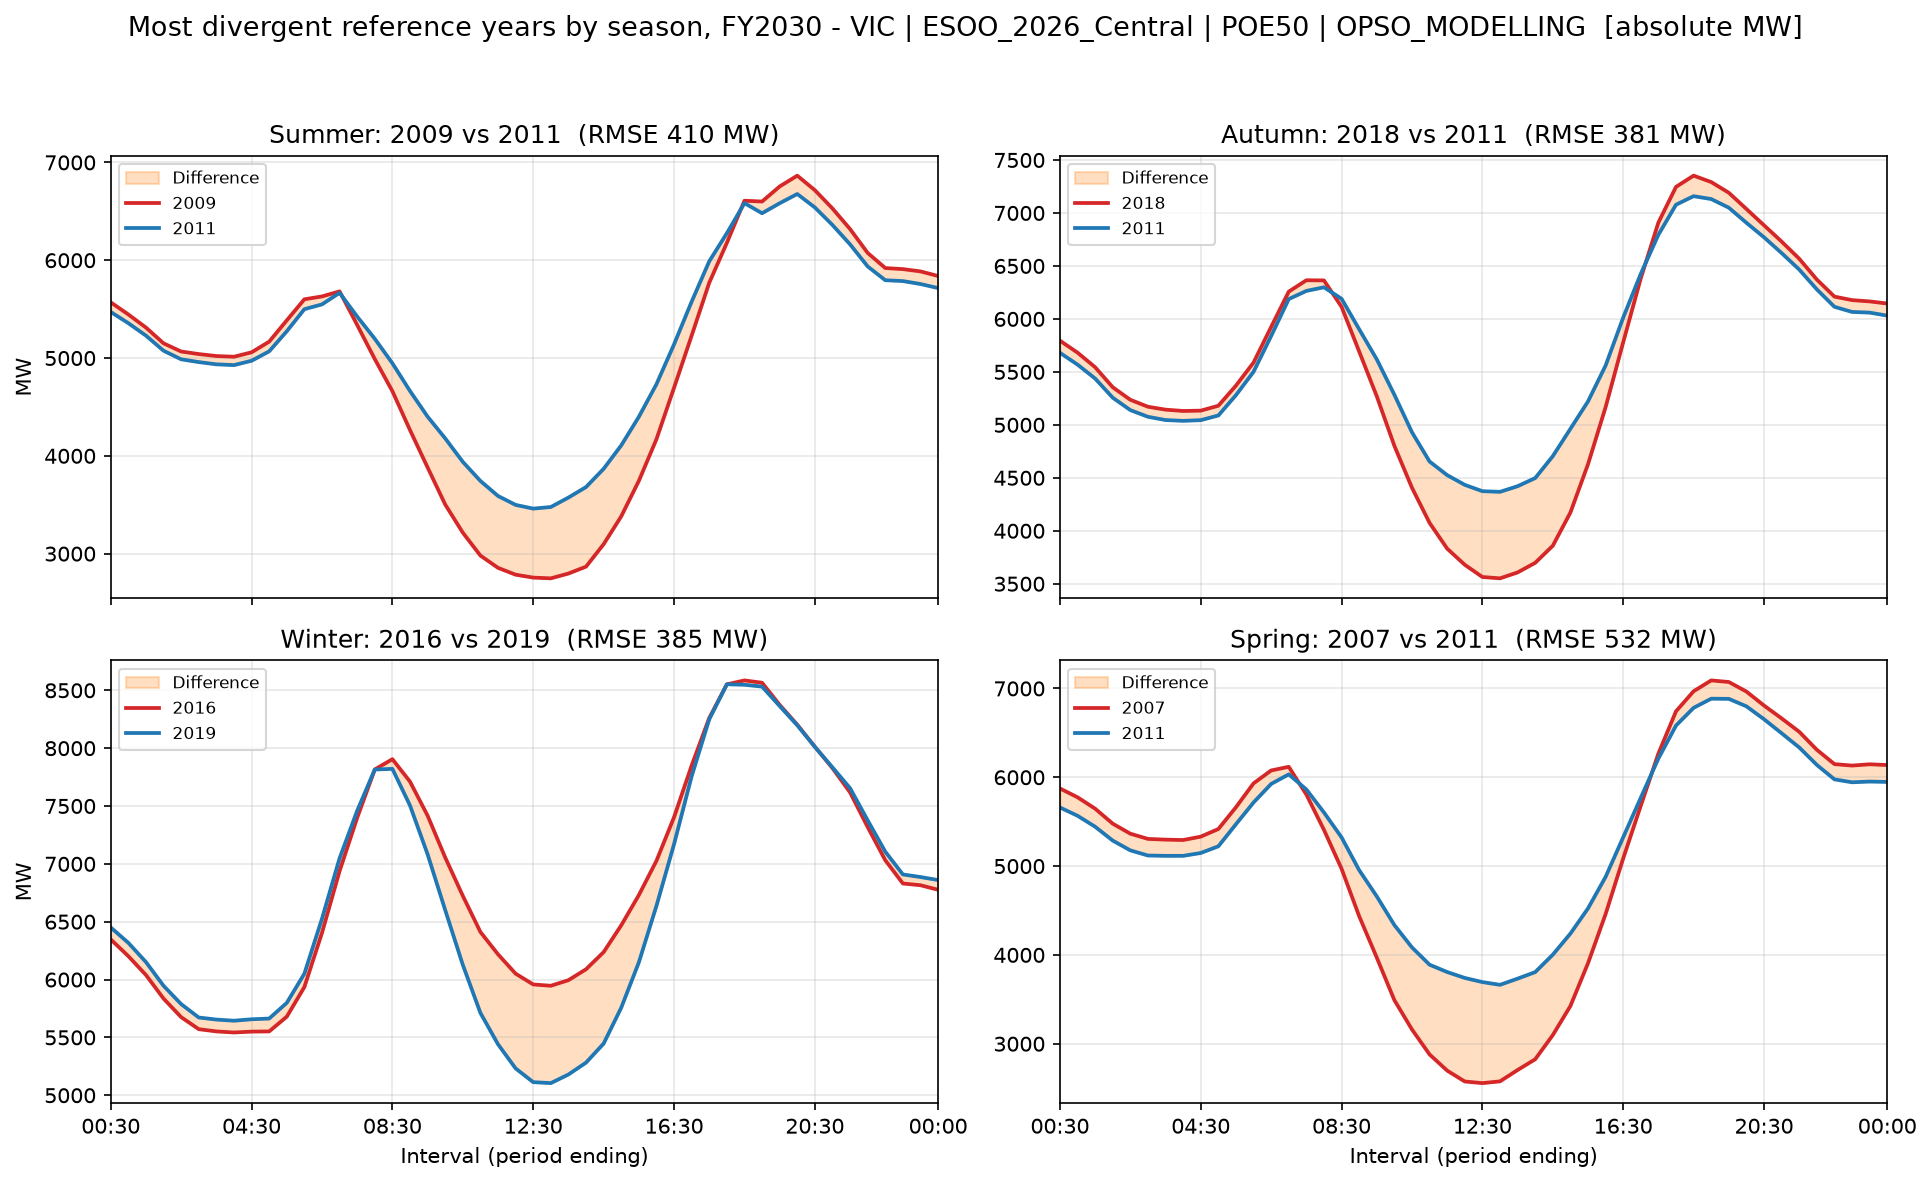 Most divergent reference years by season, FY2030 - VIC | ESOO_2026_Central | POE50 | OPSO_MODELLING  [absolute MW]
Summer: 2009 vs 2011  (RMSE 410 MW)
Difference
2009
2011
7000
6000
5000
4000
3000
MW
Autumn: 2018 vs 2011  (RMSE 381 MW)
Difference
2018
2011
7500
7000
6500
6000
5500
5000
4500
4000
3500
Winter: 2016 vs 2019  (RMSE 385 MW)
Difference
2016
2019
8500
8000
7500
7000
6500
6000
5500
5000
MW
00:30 04:30 08:30 12:30 16:30 20:30 00:00
Interval (period ending)
Spring: 2007 vs 2011  (RMSE 532 MW)
Difference
2007
2011
7000
6000
5000
4000
3000
00:30 04:30 08:30 12:30 16:30 20:30 00:00
Interval (period ending)